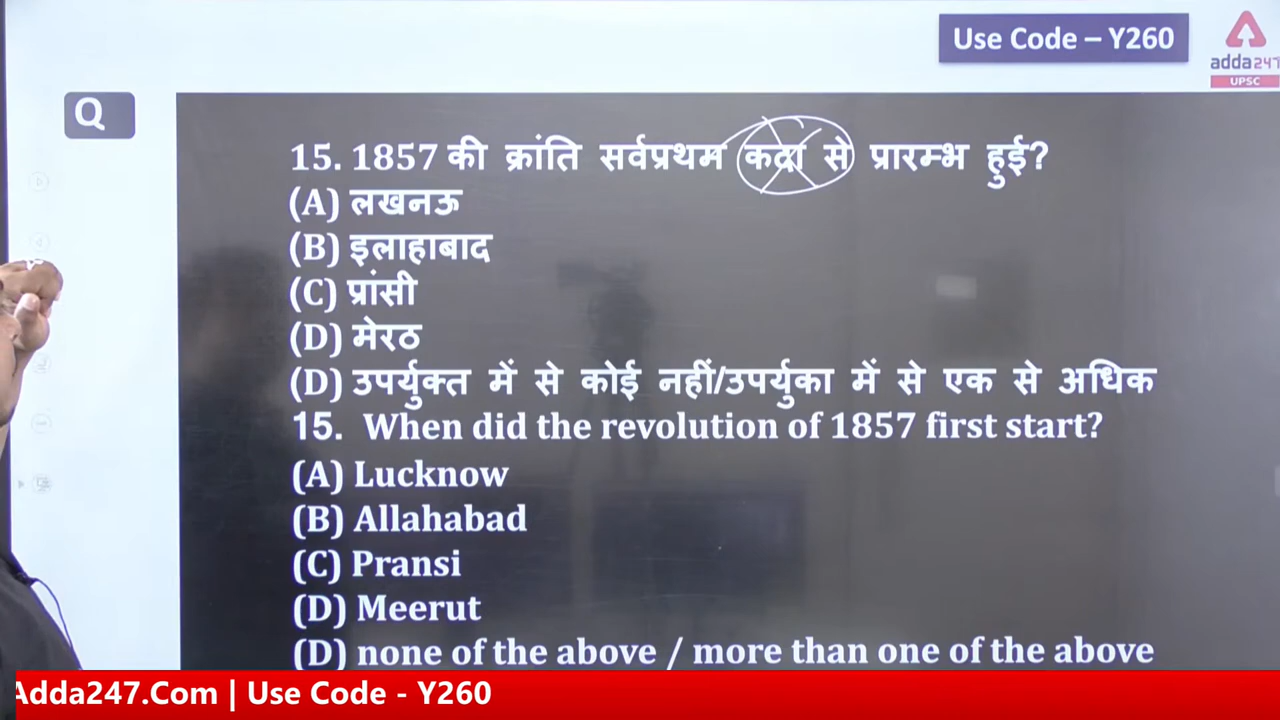 Use Code – Y260
adda247
UPSC
Q
15. 1857 की क्रांति सर्वप्रथम कदा से प्रारम्भ हुई?
(A) लखनऊ
(B) इलाहाबाद
(C) प्रांसी
(D) मेरठ
(D) उपर्युक्त में से कोई नहीं/उपर्युका में से एक से अधिक
15. When did the revolution of 1857 first start?
(A) Lucknow
(B) Allahabad
(C) Pransi
(D) Meerut
(D) none of the above / more than one of the above
Adda247.Com | Use Code - Y260